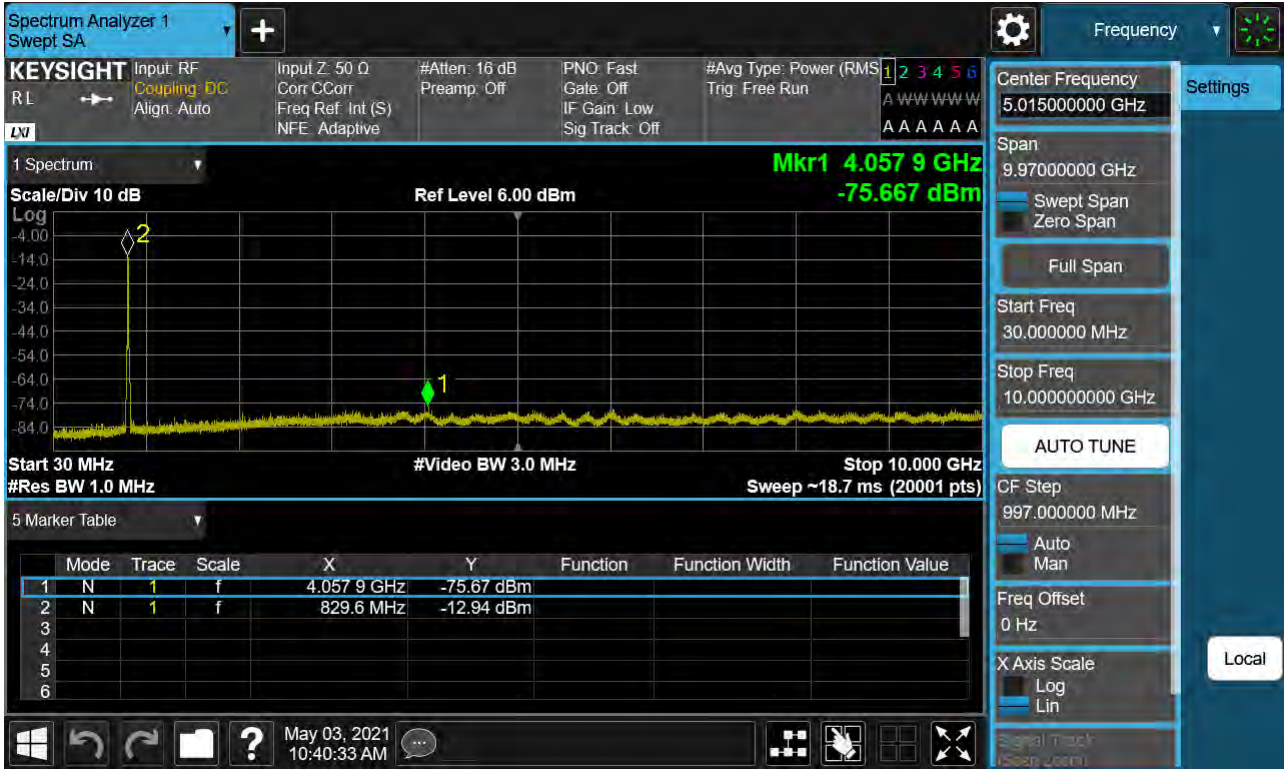 Spectrum Analyzer 1
Swept SA
+
Frequency
KEYSIGHT
R L
LXI
Input: RF
Coupling: DC
Align: Auto
Input Z: 50 Ω
Corr CCorr
Freq Ref: Int (S)
NFE: Adaptive
#Atten: 16 dB
Preamp: Off
PNO: Fast
Gate: Off
IF Gain: Low
Sig Track: Off
#Avg Type: Power (RMS
Trig: Free Run
1 2 3 4 5 6
A W W W W W
A A A A A A
1 Spectrum
Mkr1 4.057 9 GHz
Scale/Div 10 dB
Ref Level 6.00 dBm
-75.667 dBm
Log
-4.00
-14.0
-24.0
-34.0
-44.0
-54.0
-64.0
-74.0
-84.0
2
1
Start 30 MHz
#Video BW 3.0 MHz
Stop 10.000 GHz
#Res BW 1.0 MHz
Sweep ~18.7 ms (20001 pts)
5 Marker Table
Mode Trace Scale X Y Function Function Width Function Value
1 N 1 f 4.057 9 GHz -75.67 dBm
2 N 1 f 829.6 MHz -12.94 dBm
3
4
5
6
?
May 03, 2021
10:40:33 AM
Center Frequency
5.015000000 GHz
Settings
Span
9.97000000 GHz
Swept Span
Zero Span
Full Span
Start Freq
30.000000 MHz
Stop Freq
10.000000000 GHz
AUTO TUNE
CF Step
997.000000 MHz
Auto
Man
Freq Offset
0 Hz
X Axis Scale
Log
Lin
Local
Signal Track
(Span Zoom)